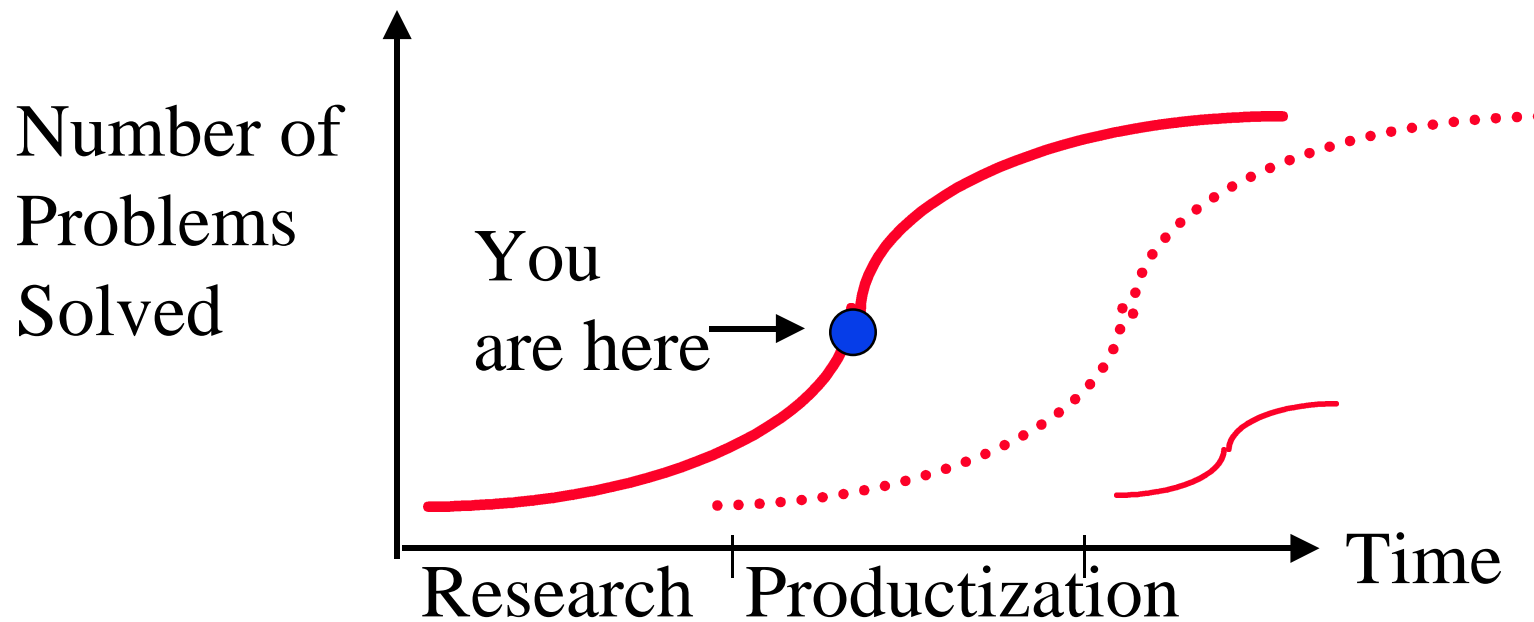 Number of
Problems
Solved
You
are here
Time
Research
Productization